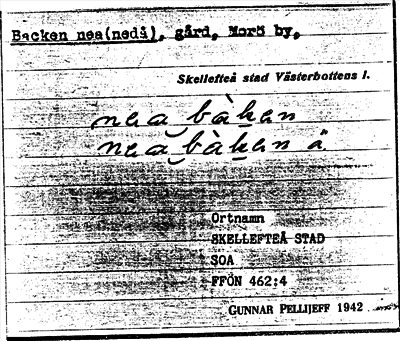 Backen nea(nedå), gård, Morö by,
Skellefteå stad Västerbottens l.
nea bàken
nea bàken ä
Ortnamn
SKELLEFTEÅ STAD
SOA
FFÖN 462:4
GUNNAR PELLIJEFF 1942